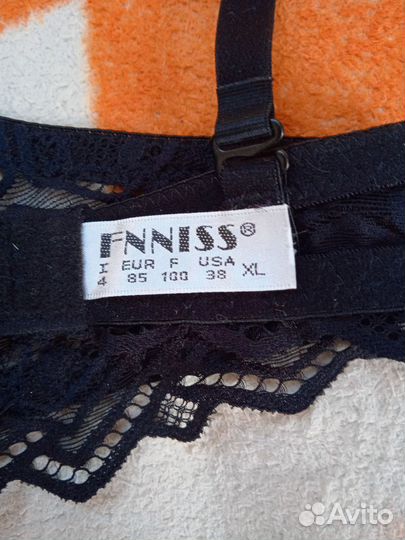 FNNISS®
I EUR F USA XL
4 85 100 38
Avito